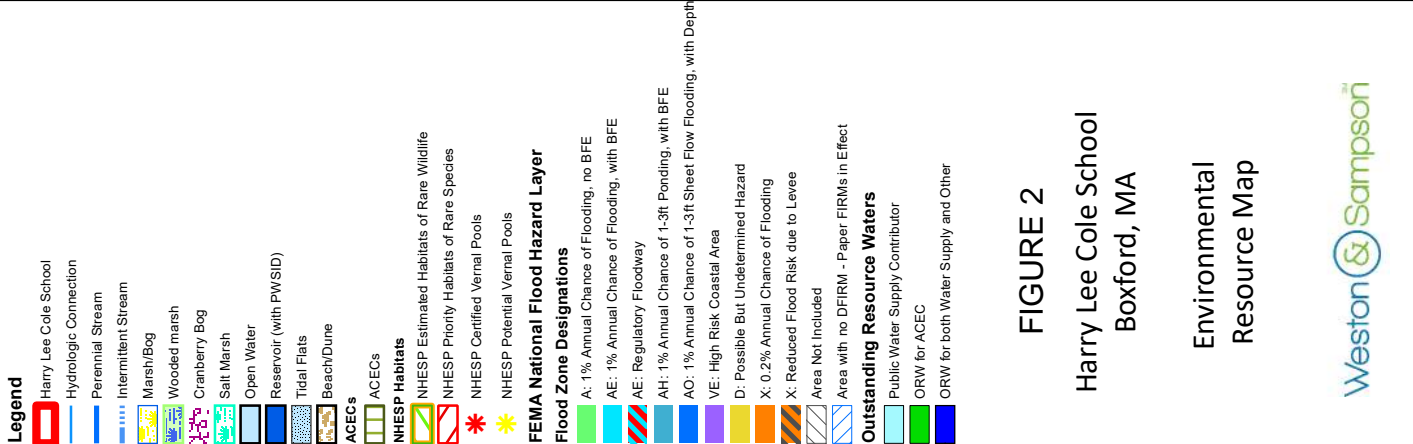 Legend
Harry Lee Cole School
Hydrologic Connection
Perennial Stream
Intermittent Stream
Marsh/Bog
Wooded marsh
Cranberry Bog
Salt Marsh
Open Water
Reservoir (with PWSID)
Tidal Flats
Beach/Dune
ACECs
ACECs
NHESP Habitats
NHESP Estimated Habitats of Rare Wildlife
NHESP Priority Habitats of Rare Species
NHESP Certified Vernal Pools
NHESP Potential Vernal Pools
FEMA National Flood Hazard Layer
Flood Zone Designations
A: 1% Annual Chance of Flooding, no BFE
AE: 1% Annual Chance of Flooding, with BFE
AE: Regulatory Floodway
AH: 1% Annual Chance of 1-3ft Ponding, with BFE
AO: 1% Annual Chance of 1-3ft Sheet Flow Flooding, with Depth
VE: High Risk Coastal Area
D: Possible But Undetermined Hazard
X: 0.2% Annual Chance of Flooding
X: Reduced Flood Risk due to Levee
Area Not Included
Area with no DFIRM - Paper FIRMs in Effect
Outstanding Resource Waters
Public Water Supply Contributor
ORW for ACEC
ORW for both Water Supply and Other
FIGURE 2
Harry Lee Cole School
Boxford, MA
Environmental
Resource Map
Weston & Sampson